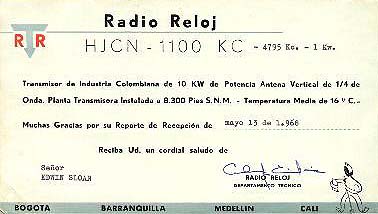 Radio Reloj
R R
HJCN - 1100 KC - 4795 Kc. - 1 Kw.
Transmisor de Industria Colombiana de 10 KW de Potencia Antena Vertical de 1/4 de
Onda. Planta Transmisora Instalada a 8.300 Pies S.N.M. - Temperatura Media de 16 º C. -
Muchas Gracias por su Reporte de Recepción de mayo 13 de 1.968
Reciba Ud. un cordial saludo de
Señor
EDWIN SLOAN
RADIO RELOJ
DEPARTAMENTO TECNICO
BOGOTA BARRANQUILLA MEDELLIN CALI